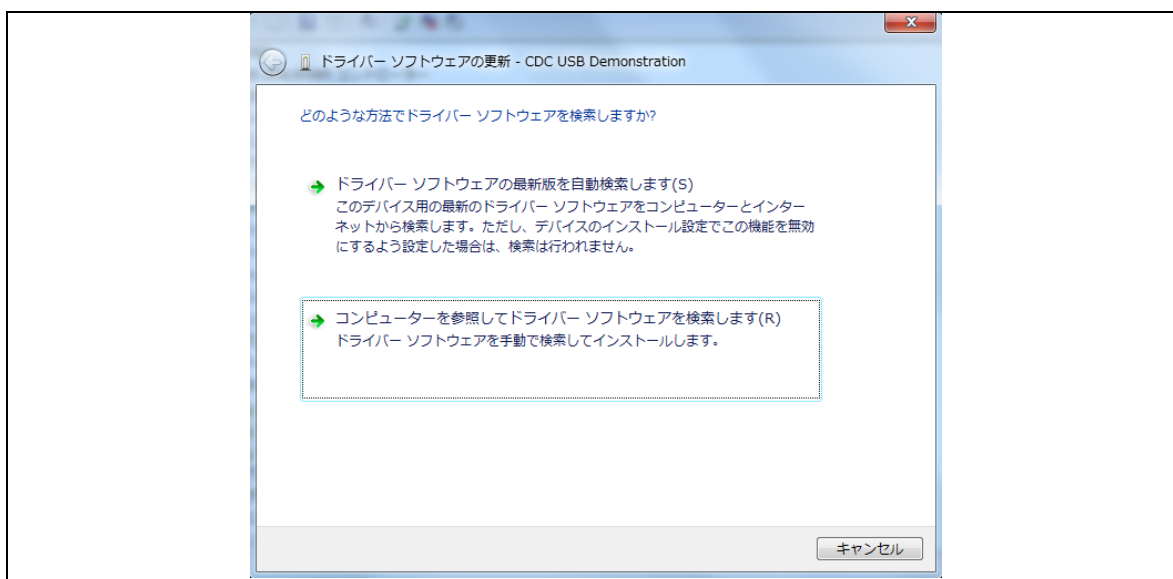 ドライバー ソフトウェアの更新 - CDC USB Demonstration
どのような方法でドライバー ソフトウェアを検索しますか?
ドライバー ソフトウェアの最新版を自動検索します(S)
このデバイス用の最新のドライバー ソフトウェアをコンピューターとインター
ネットから検索します。ただし、デバイスのインストール設定でこの機能を無効
にするよう設定した場合は、検索は行われません。
コンピューターを参照してドライバー ソフトウェアを検索します(R)
ドライバー ソフトウェアを手動で検索してインストールします。
キャンセル